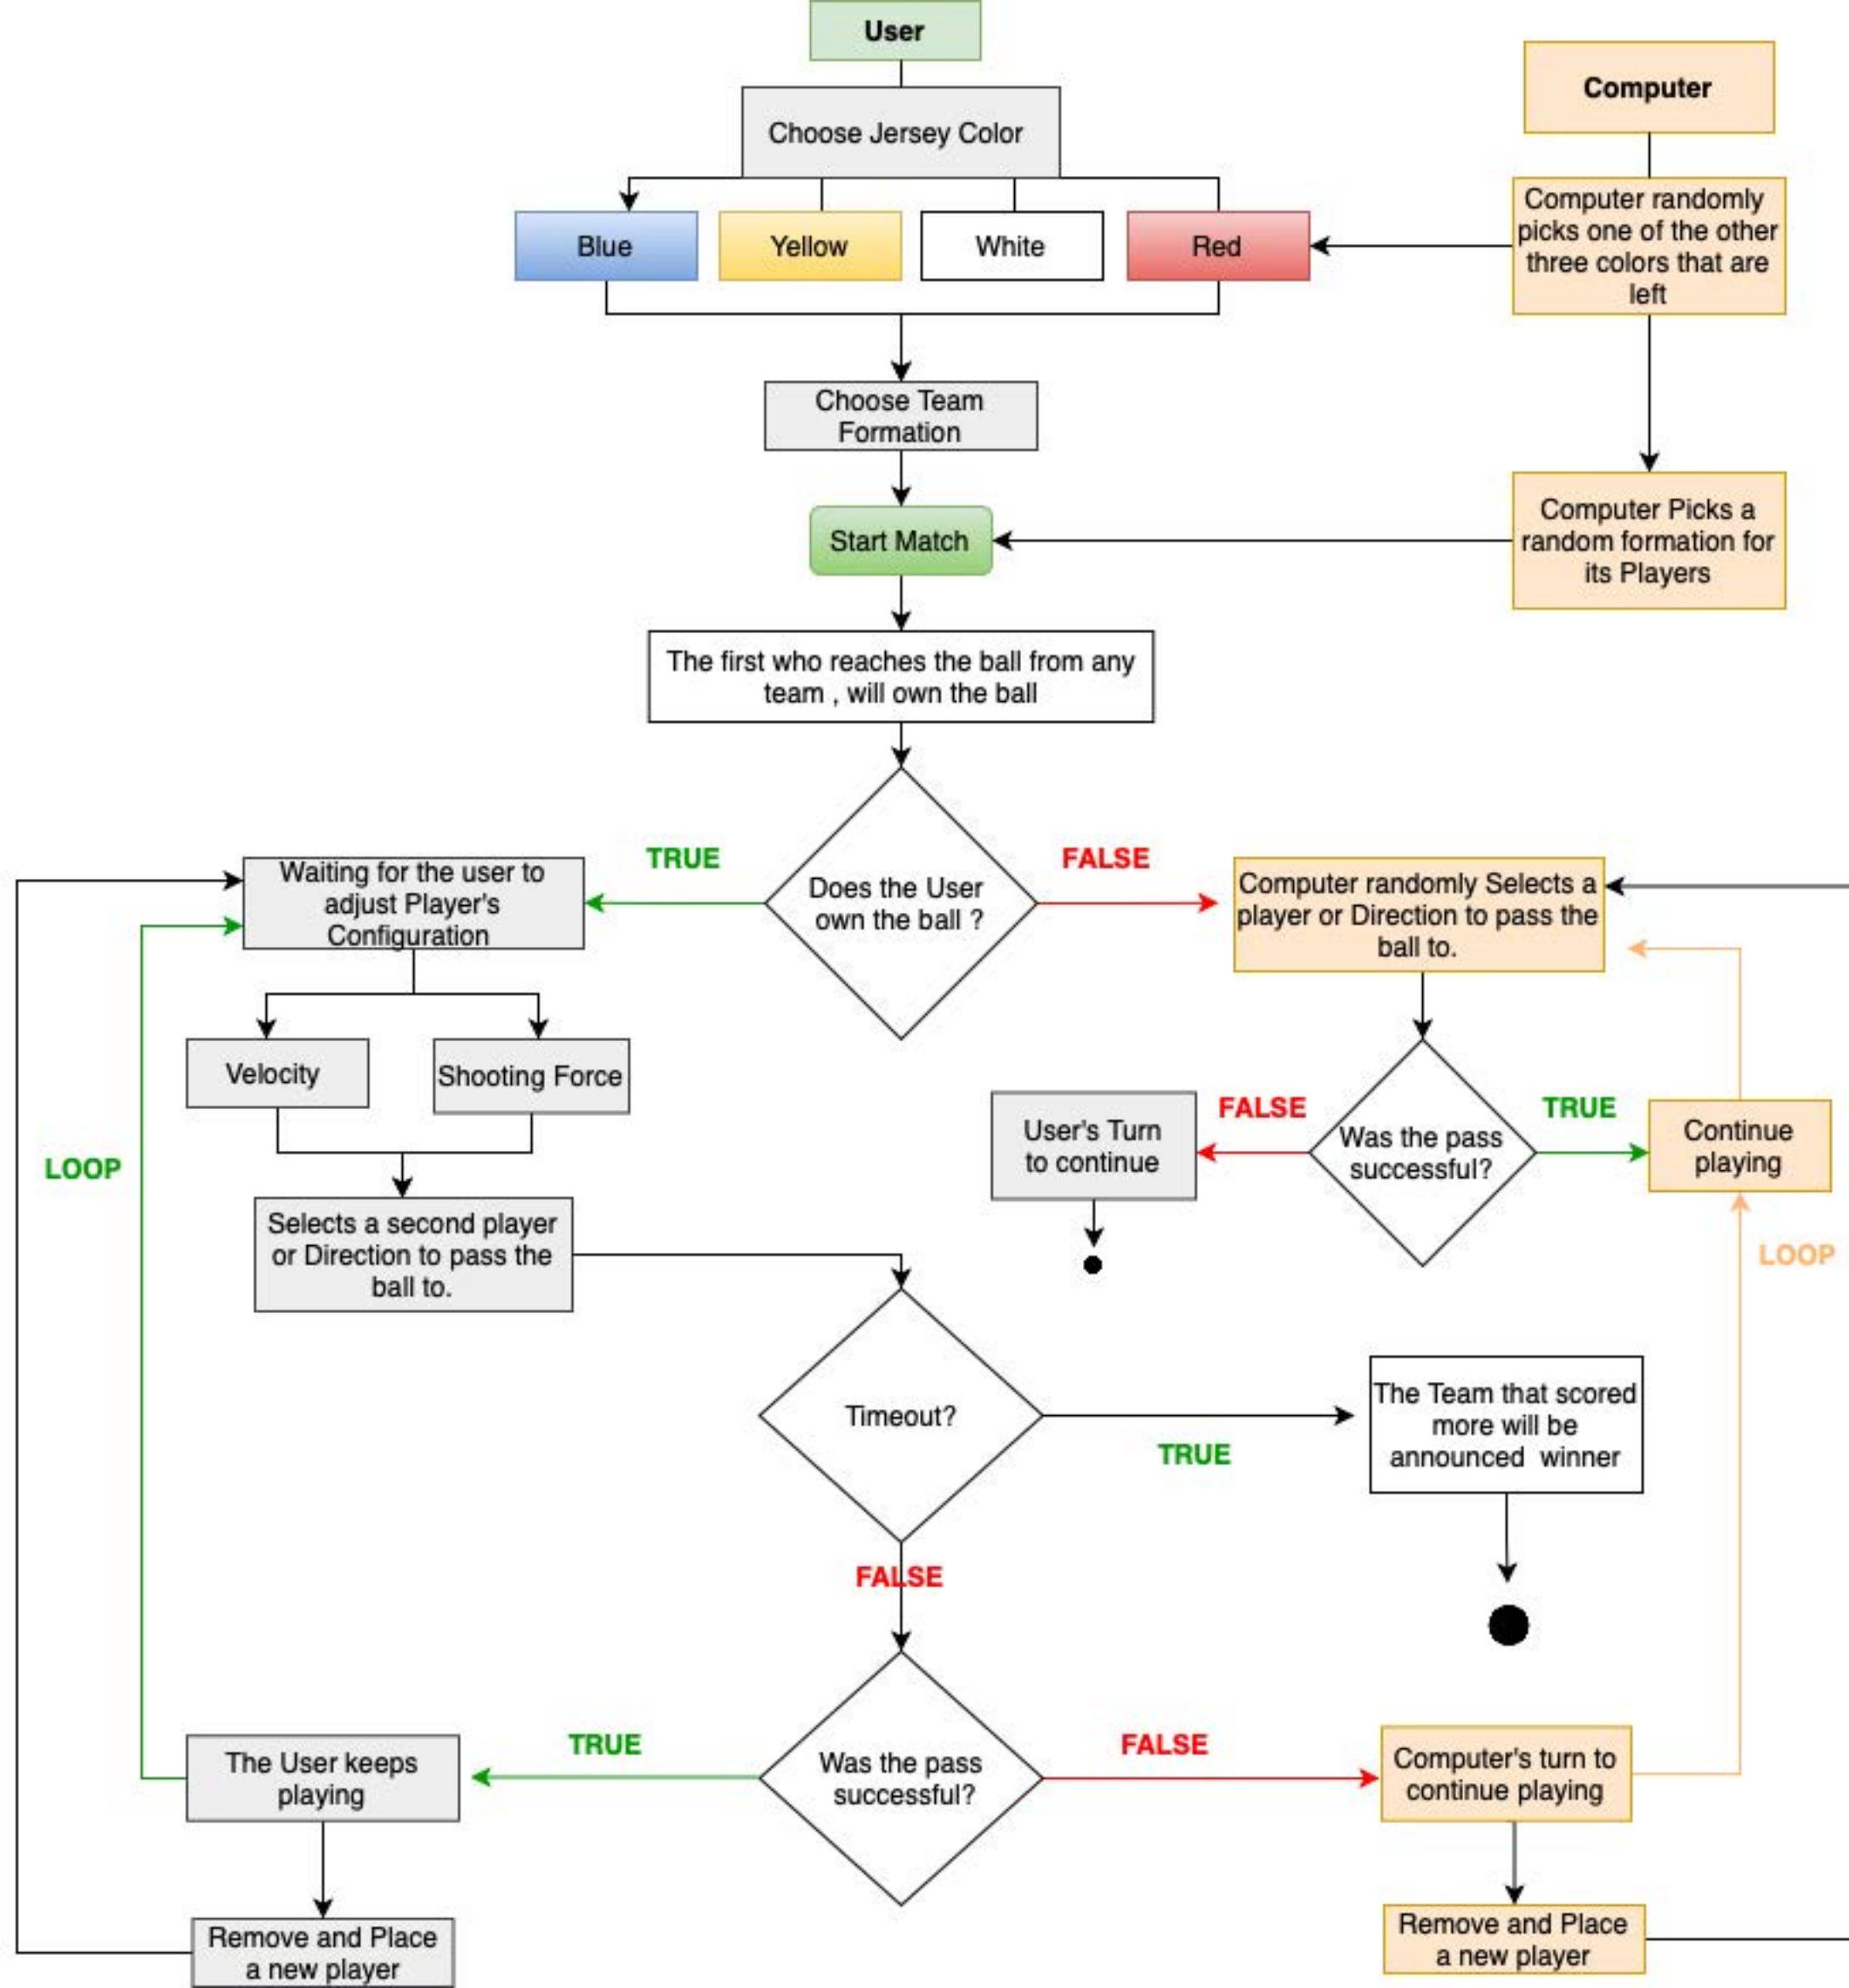 User
Computer
Choose Jersey Color
Computer randomly
picks one of the other
three colors that are
left
Blue
Yellow
White
Red
Choose Team
Formation
Start Match
Computer Picks a
random formation for
its Players
The first who reaches the ball from any
team , will own the ball
Does the User
own the ball ?
TRUE
FALSE
Waiting for the user to
adjust Player's
Configuration
Computer randomly Selects a
player or Direction to pass the
ball to.
Velocity
Shooting Force
User's Turn
to continue
FALSE
Was the pass
successful?
TRUE
Continue
playing
LOOP
Selects a second player
or Direction to pass the
ball to.
LOOP
Timeout?
TRUE
The Team that scored
more will be
announced  winner
FALSE
The User keeps
playing
TRUE
Was the pass
successful?
FALSE
Computer's turn to
continue playing
Remove and Place
a new player
Remove and Place
a new player